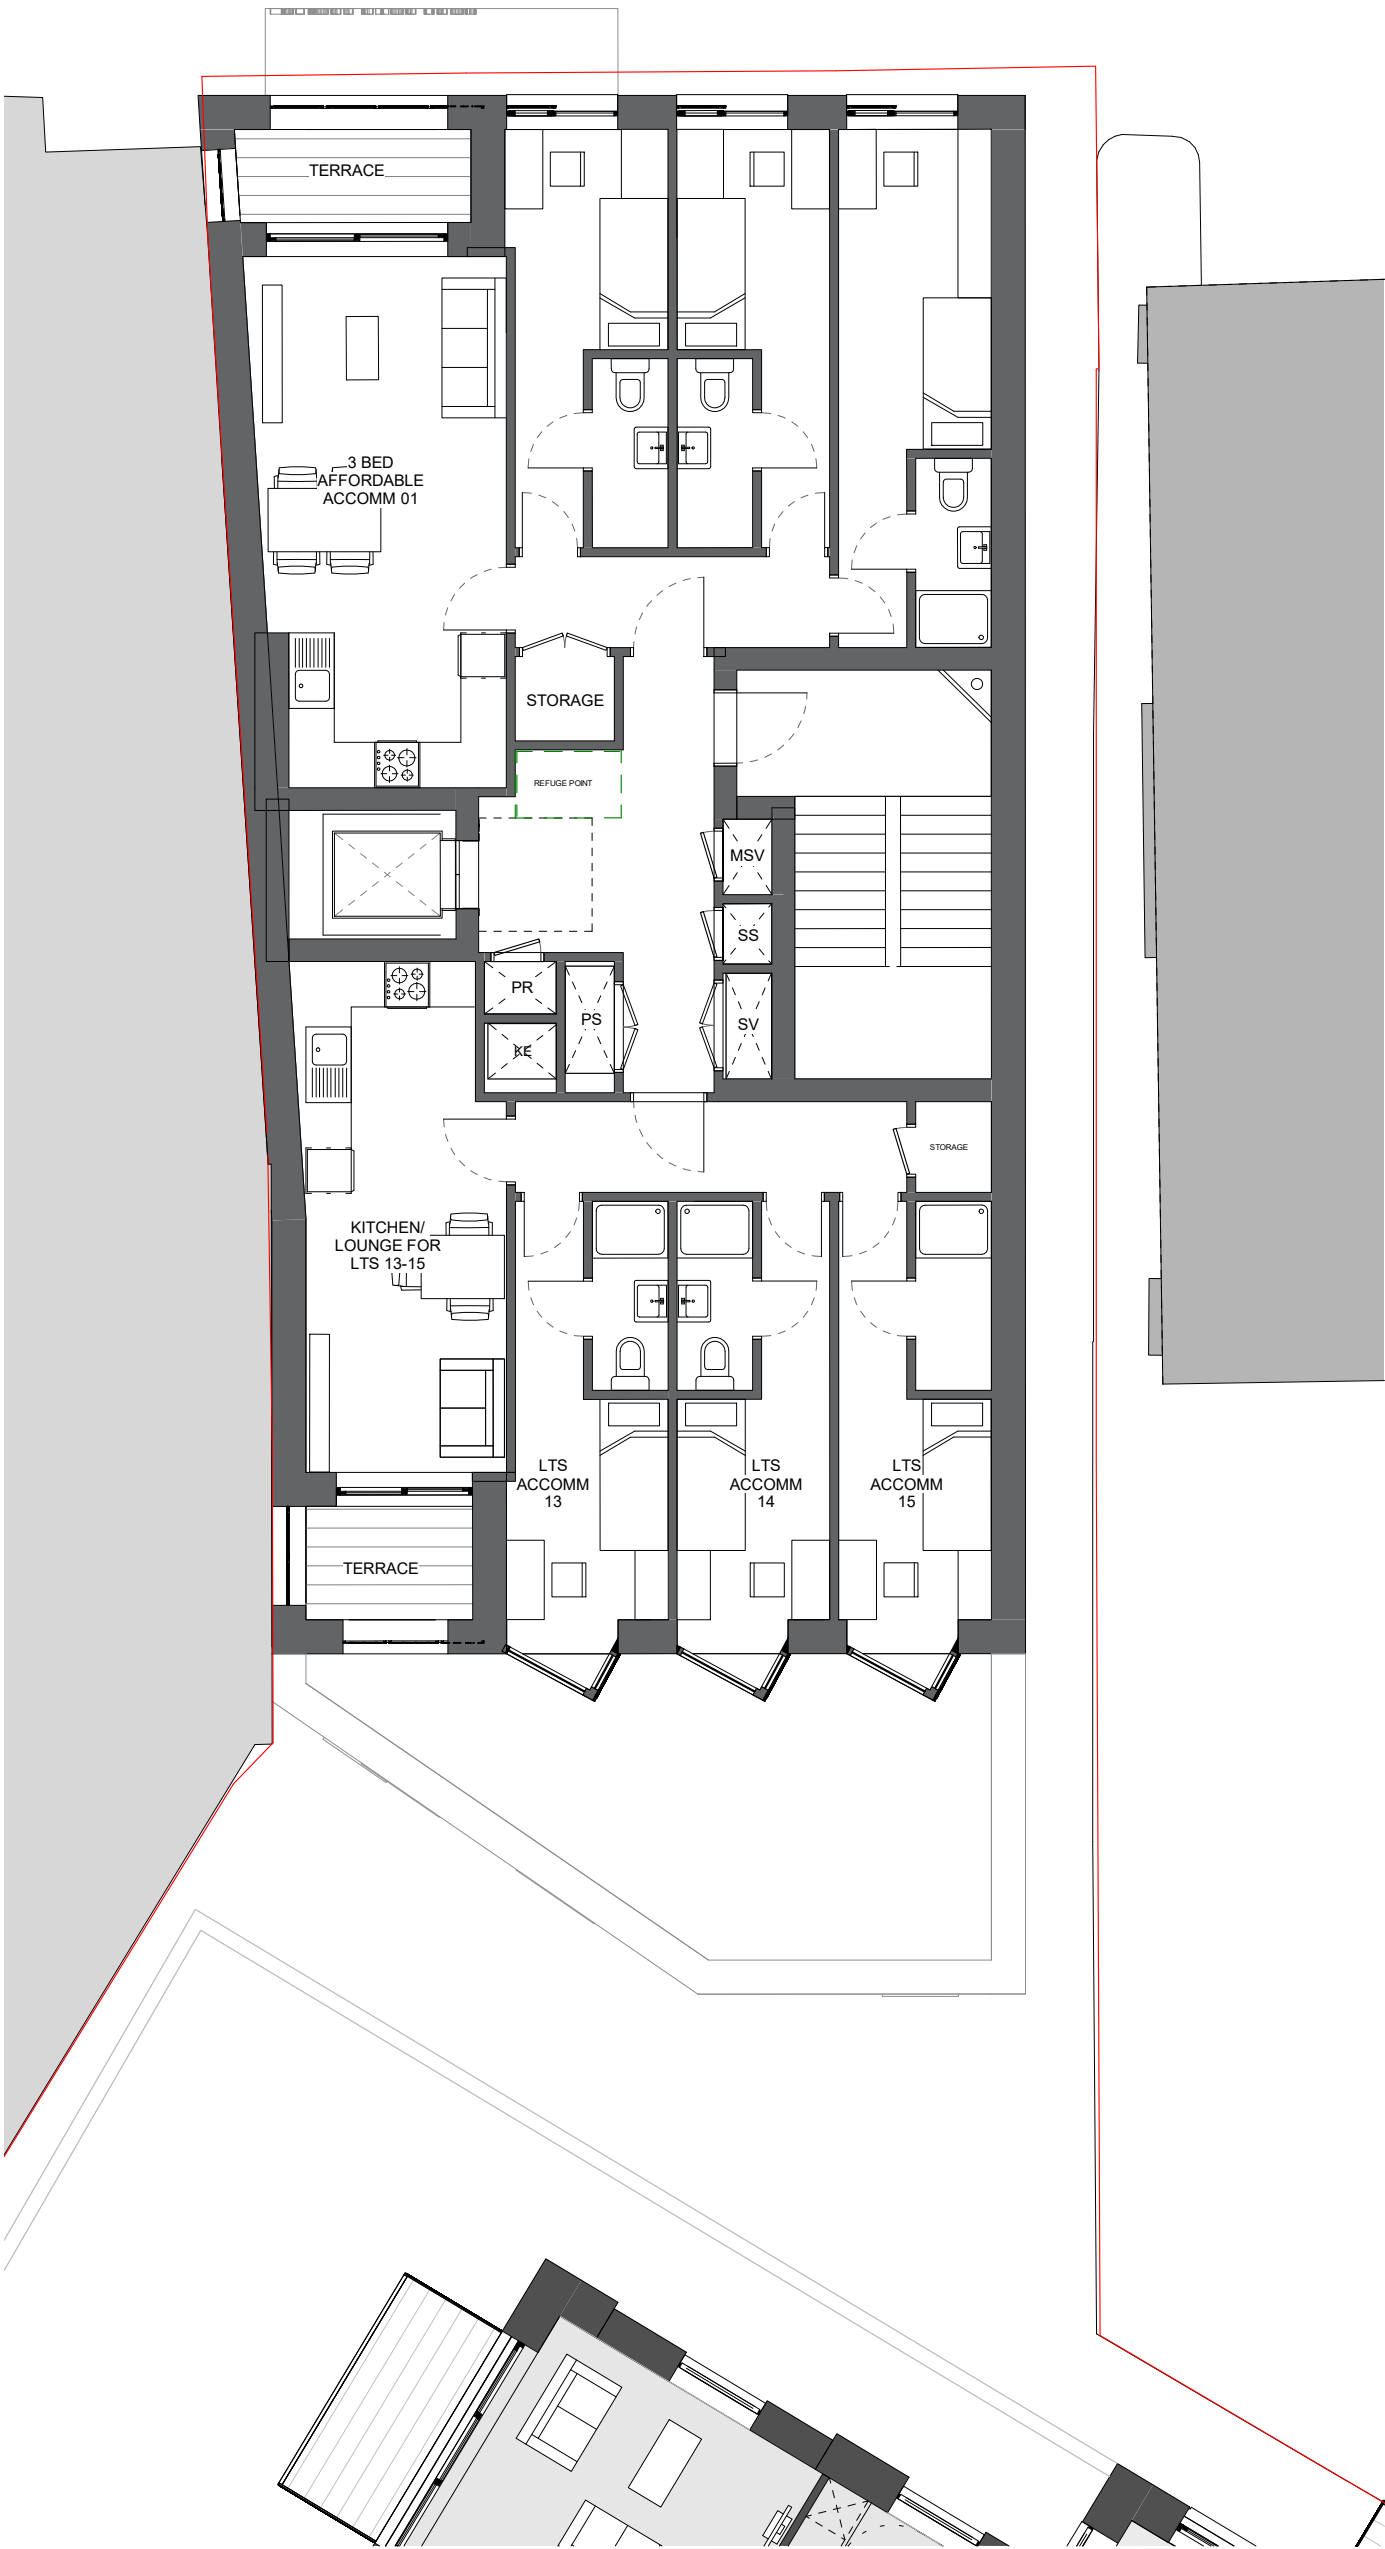 TERRACE
3 BED
AFFORDABLE
ACCOMM 01
STORAGE
REFUGE POINT
MSV
SS
PR
PS
SV
KE
STORAGE
KITCHEN/
LOUNGE FOR
LTS 13-15
LTS
ACCOMM
13
LTS
ACCOMM
14
LTS
ACCOMM
15
TERRACE